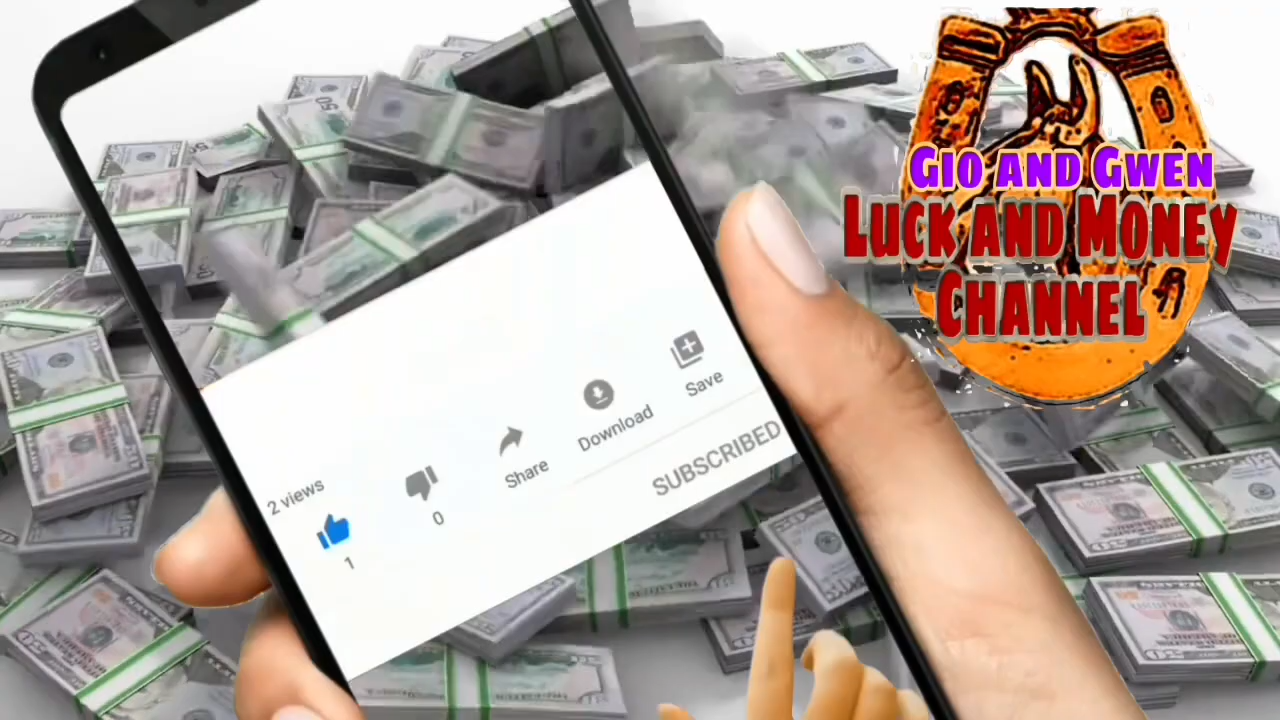 Gio and Gwen
Luck and Money
Channel
2 views
1
0
Share
Download
Save
SUBSCRIBED